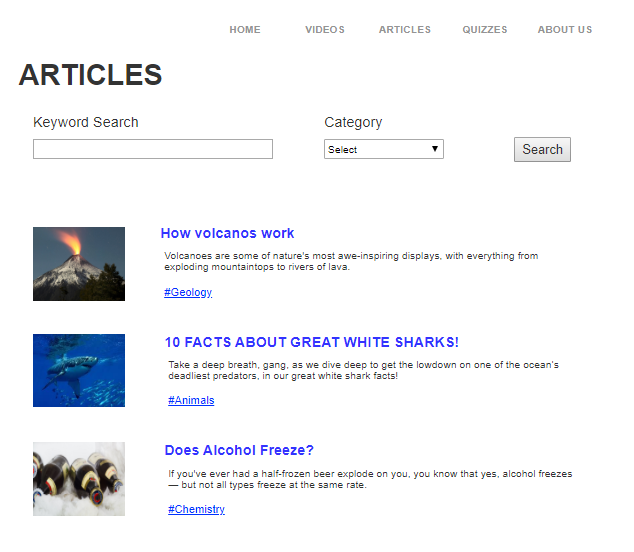 HOME VIDEOS ARTICLES QUIZZES ABOUT US
ARTICLES
Keyword Search Category
Select Search
How volcanos work
Volcanoes are some of nature's most awe-inspiring displays, with everything from
exploding mountaintops to rivers of lava.
#Geology
10 FACTS ABOUT GREAT WHITE SHARKS!
Take a deep breath, gang, as we dive deep to get the lowdown on one of the ocean's
deadliest predators, in our great white shark facts!
#Animals
Does Alcohol Freeze?
If you've ever had a half-frozen beer explode on you, you know that yes, alcohol freezes
— but not all types freeze at the same rate.
#Chemistry